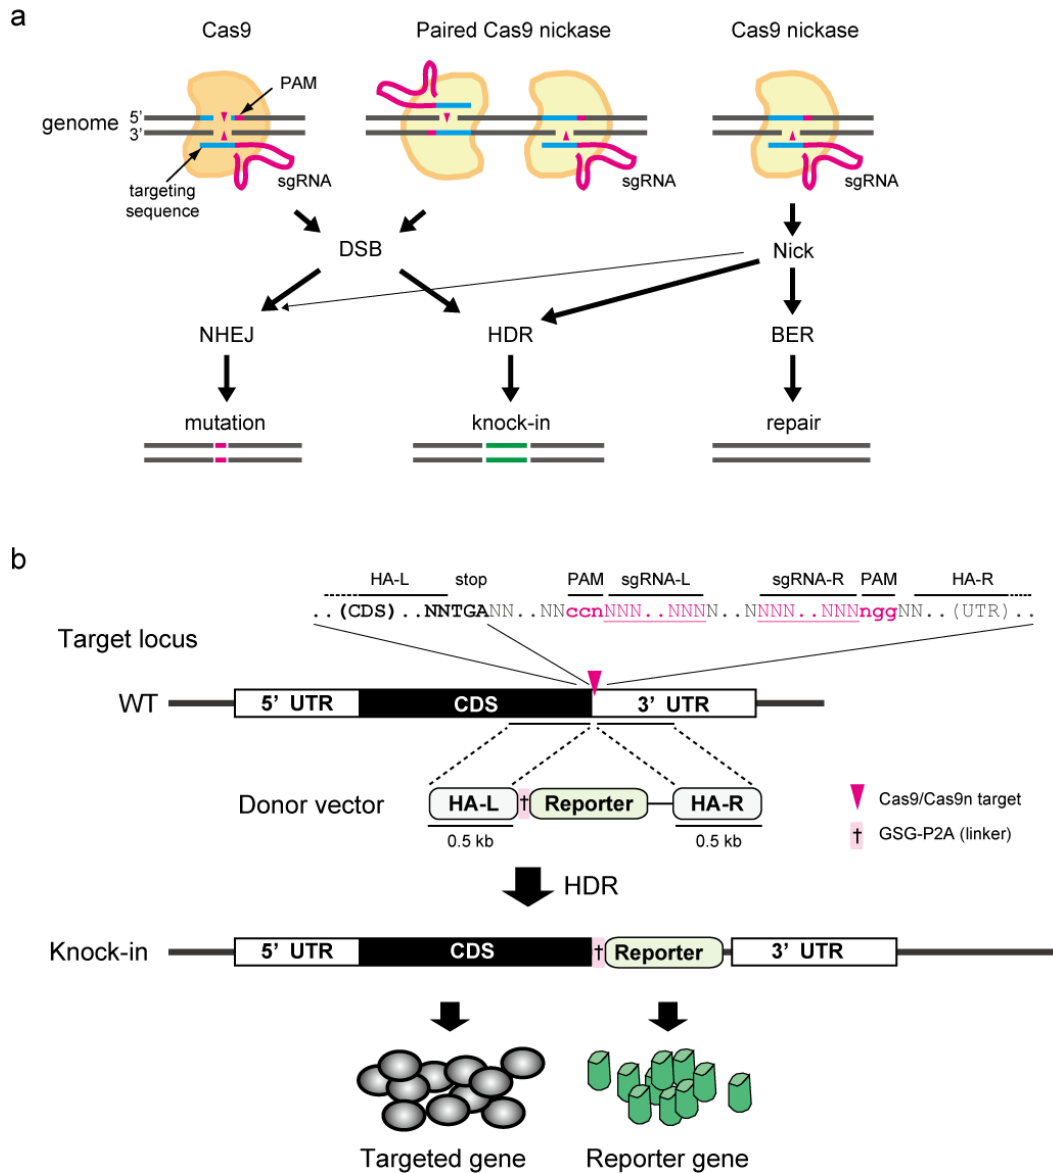 a
Cas9
Paired Cas9 nickase
Cas9 nickase
PAM
genome
5’
3’
targeting
sequence
sgRNA
sgRNA
sgRNA
DSB
Nick
NHEJ
HDR
BER
mutation
knock-in
repair
b
HA-L
stop
PAM
sgRNA-L
sgRNA-R
PAM
HA-R
..(CDS)..NNTGANN..NNccnNNN..NNNN..NNNN..NNNnggNN..(UTR)..
Target locus
WT
5’ UTR
CDS
3’ UTR
Donor vector
HA-L
†
Reporter
HA-R
0.5 kb
0.5 kb
Cas9/Cas9n target
† GSG-P2A (linker)
HDR
Knock-in
5’ UTR
CDS
†
Reporter
3’ UTR
Targeted gene
Reporter gene